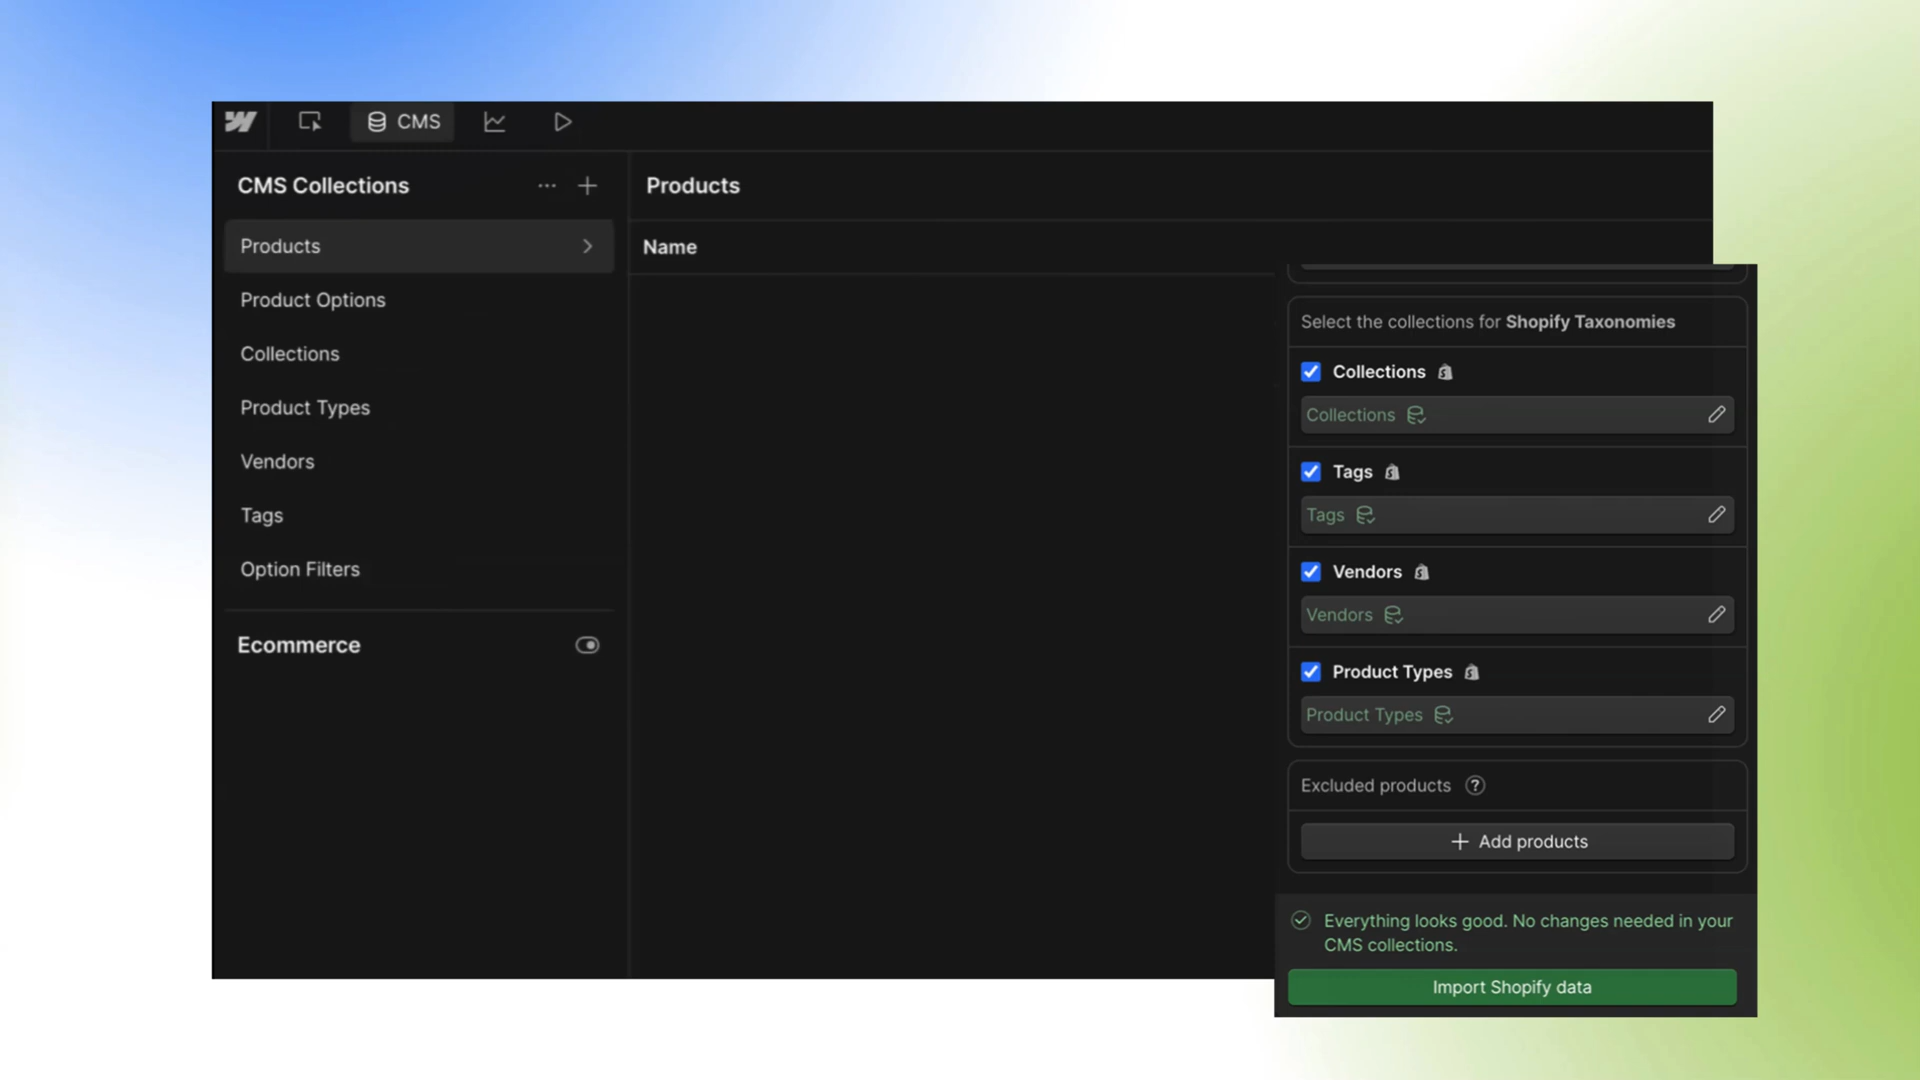 CMS
CMS Collections
Products
Product Options
Collections
Product Types
Vendors
Tags
Option Filters
Ecommerce
Products
Name
Select the collections for Shopify Taxonomies
Collections
Collections
Tags
Tags
Vendors
Vendors
Product Types
Product Types
Excluded products ?
+ Add products
Everything looks good. No changes needed in your
CMS collections.
Import Shopify data